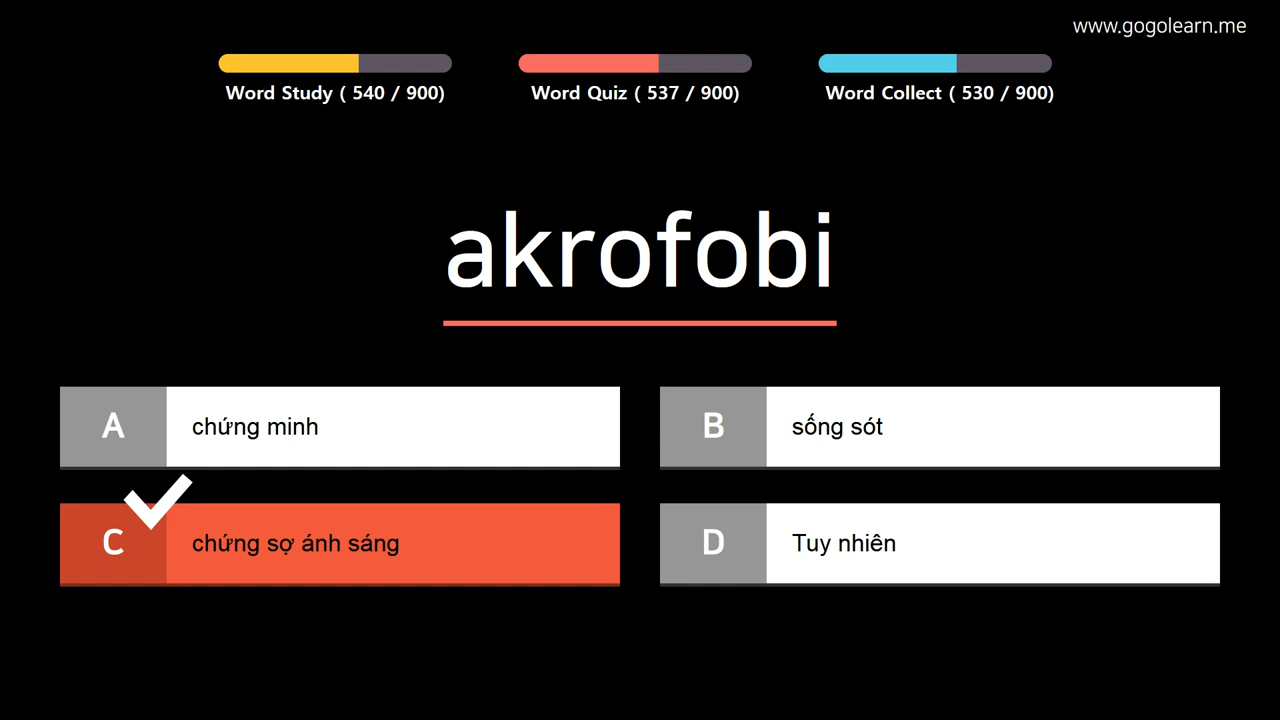 www.gogolearn.me
Word Study ( 540 / 900)
Word Quiz ( 537 / 900)
Word Collect ( 530 / 900)
akrofobi
A
chứng minh
B
sống sót
C
chứng sợ ánh sáng
D
Tuy nhiên